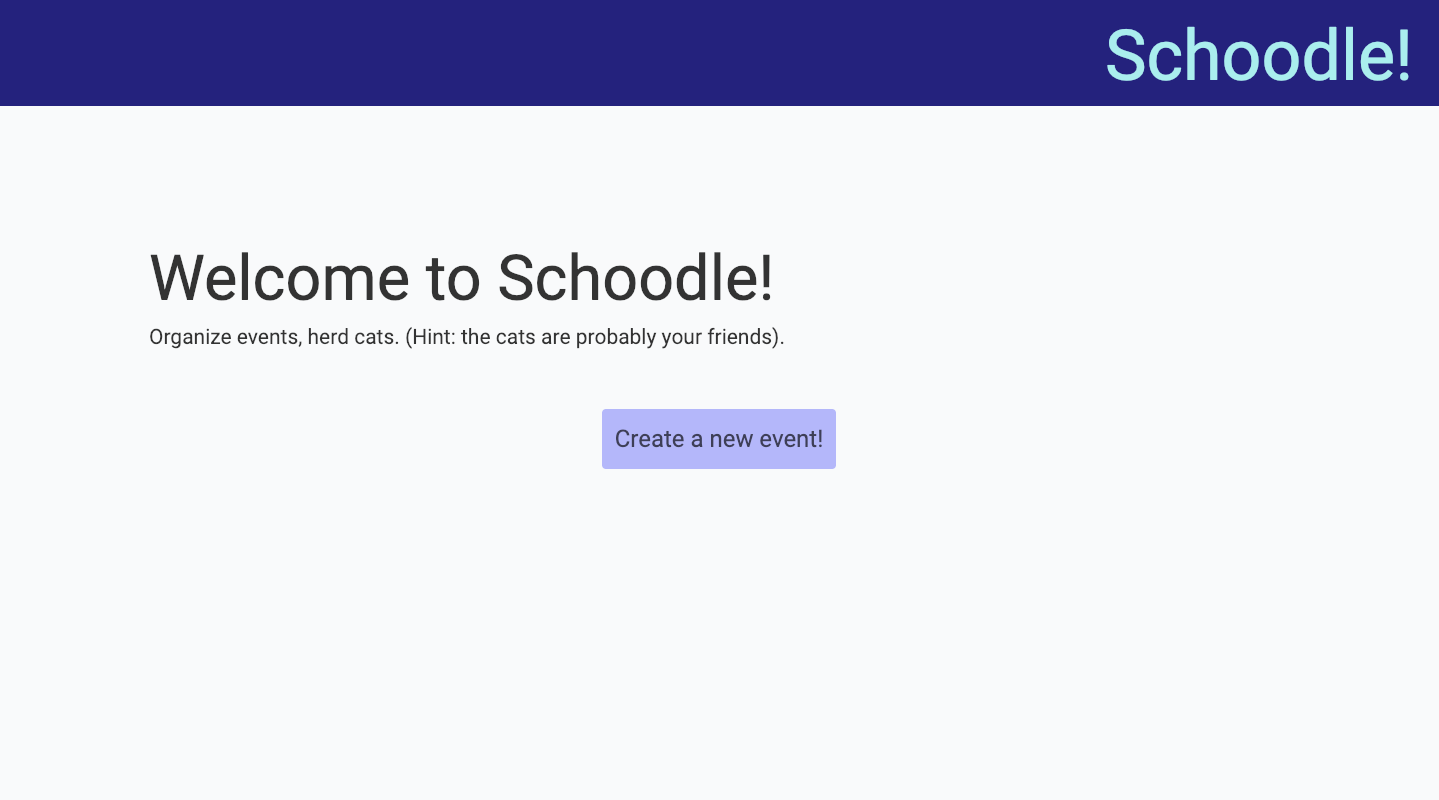 Schoodle!
Welcome to Schoodle!
Organize events, herd cats. (Hint: the cats are probably your friends).
Create a new event!